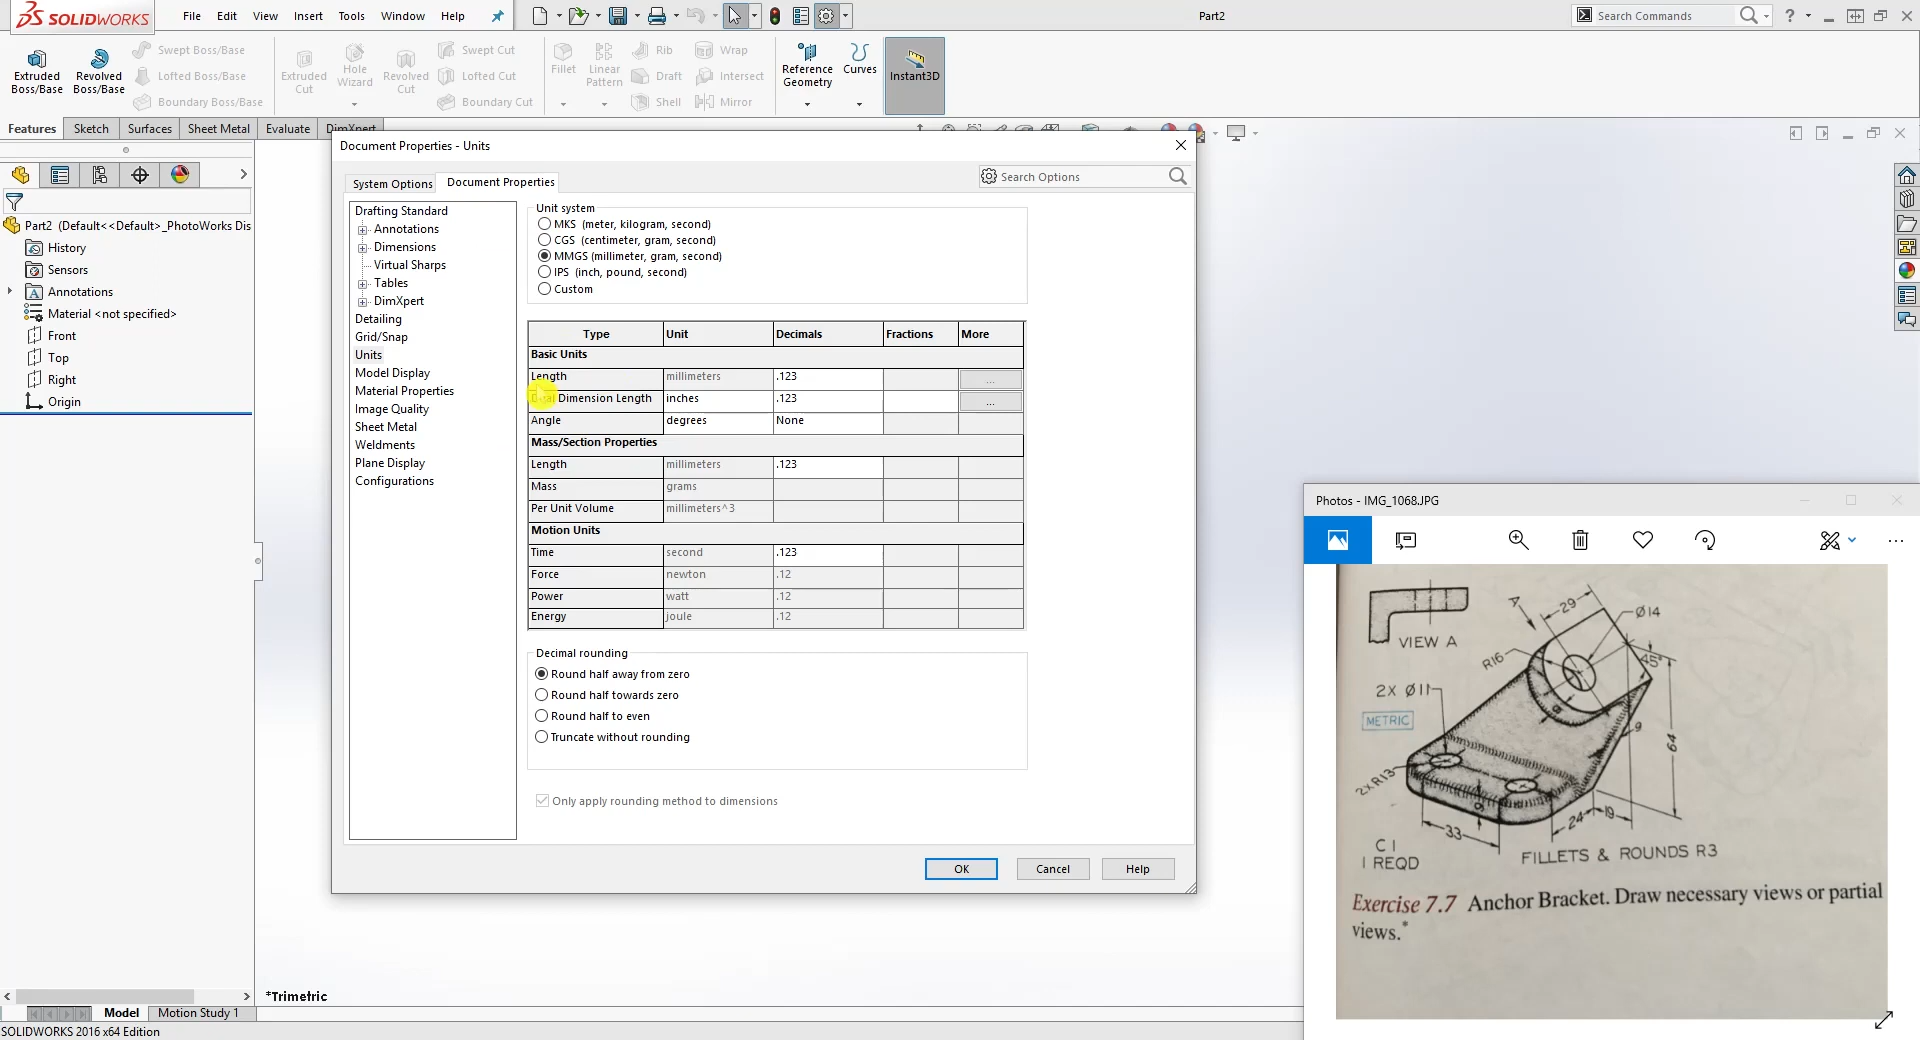 SOLIDWORKS
File Edit View Insert Tools Window Help
Part2
Search Commands
Extruded Boss/Base
Revolved Boss/Base
Swept Boss/Base
Lofted Boss/Base
Boundary Boss/Base
Extruded Cut
Hole Wizard
Revolved Cut
Swept Cut
Lofted Cut
Boundary Cut
Fillet
Linear Pattern
Rib
Draft
Shell
Wrap
Intersect
Mirror
Reference Geometry
Curves
Instant3D
Features Sketch Surfaces Sheet Metal Evaluate DimXpert
Part2 (Default<<Default>_PhotoWorks Dis
History
Sensors
Annotations
Material <not specified>
Front
Top
Right
Origin
Document Properties - Units
System Options Document Properties
Search Options
Drafting Standard
Annotations
Dimensions
Virtual Sharps
Tables
DimXpert
Detailing
Grid/Snap
Units
Model Display
Material Properties
Image Quality
Sheet Metal
Weldments
Plane Display
Configurations
Unit system
MKS (meter, kilogram, second)
CGS (centimeter, gram, second)
MMGS (millimeter, gram, second)
IPS (inch, pound, second)
Custom
Type Unit Decimals Fractions More
Basic Units
Length millimeters .123 ...
Dual Dimension Length inches .123 ...
Angle degrees None
Mass/Section Properties
Length millimeters .123
Mass grams
Per Unit Volume millimeters^3
Motion Units
Time second .123
Force newton .12
Power watt .12
Energy joule .12
Decimal rounding
Round half away from zero
Round half towards zero
Round half to even
Truncate without rounding
Only apply rounding method to dimensions
OK Cancel Help
Photos - IMG_1068.JPG
VIEW A
A
29
Ø14
R16
45°
2X Ø11
METRIC
9
64
2XR13
9
33
24
19
C I
I REQD
FILLETS & ROUNDS R3
Exercise 7.7 Anchor Bracket. Draw necessary views or partial
views.*
*Trimetric
Model Motion Study 1
SOLIDWORKS 2016 x64 Edition